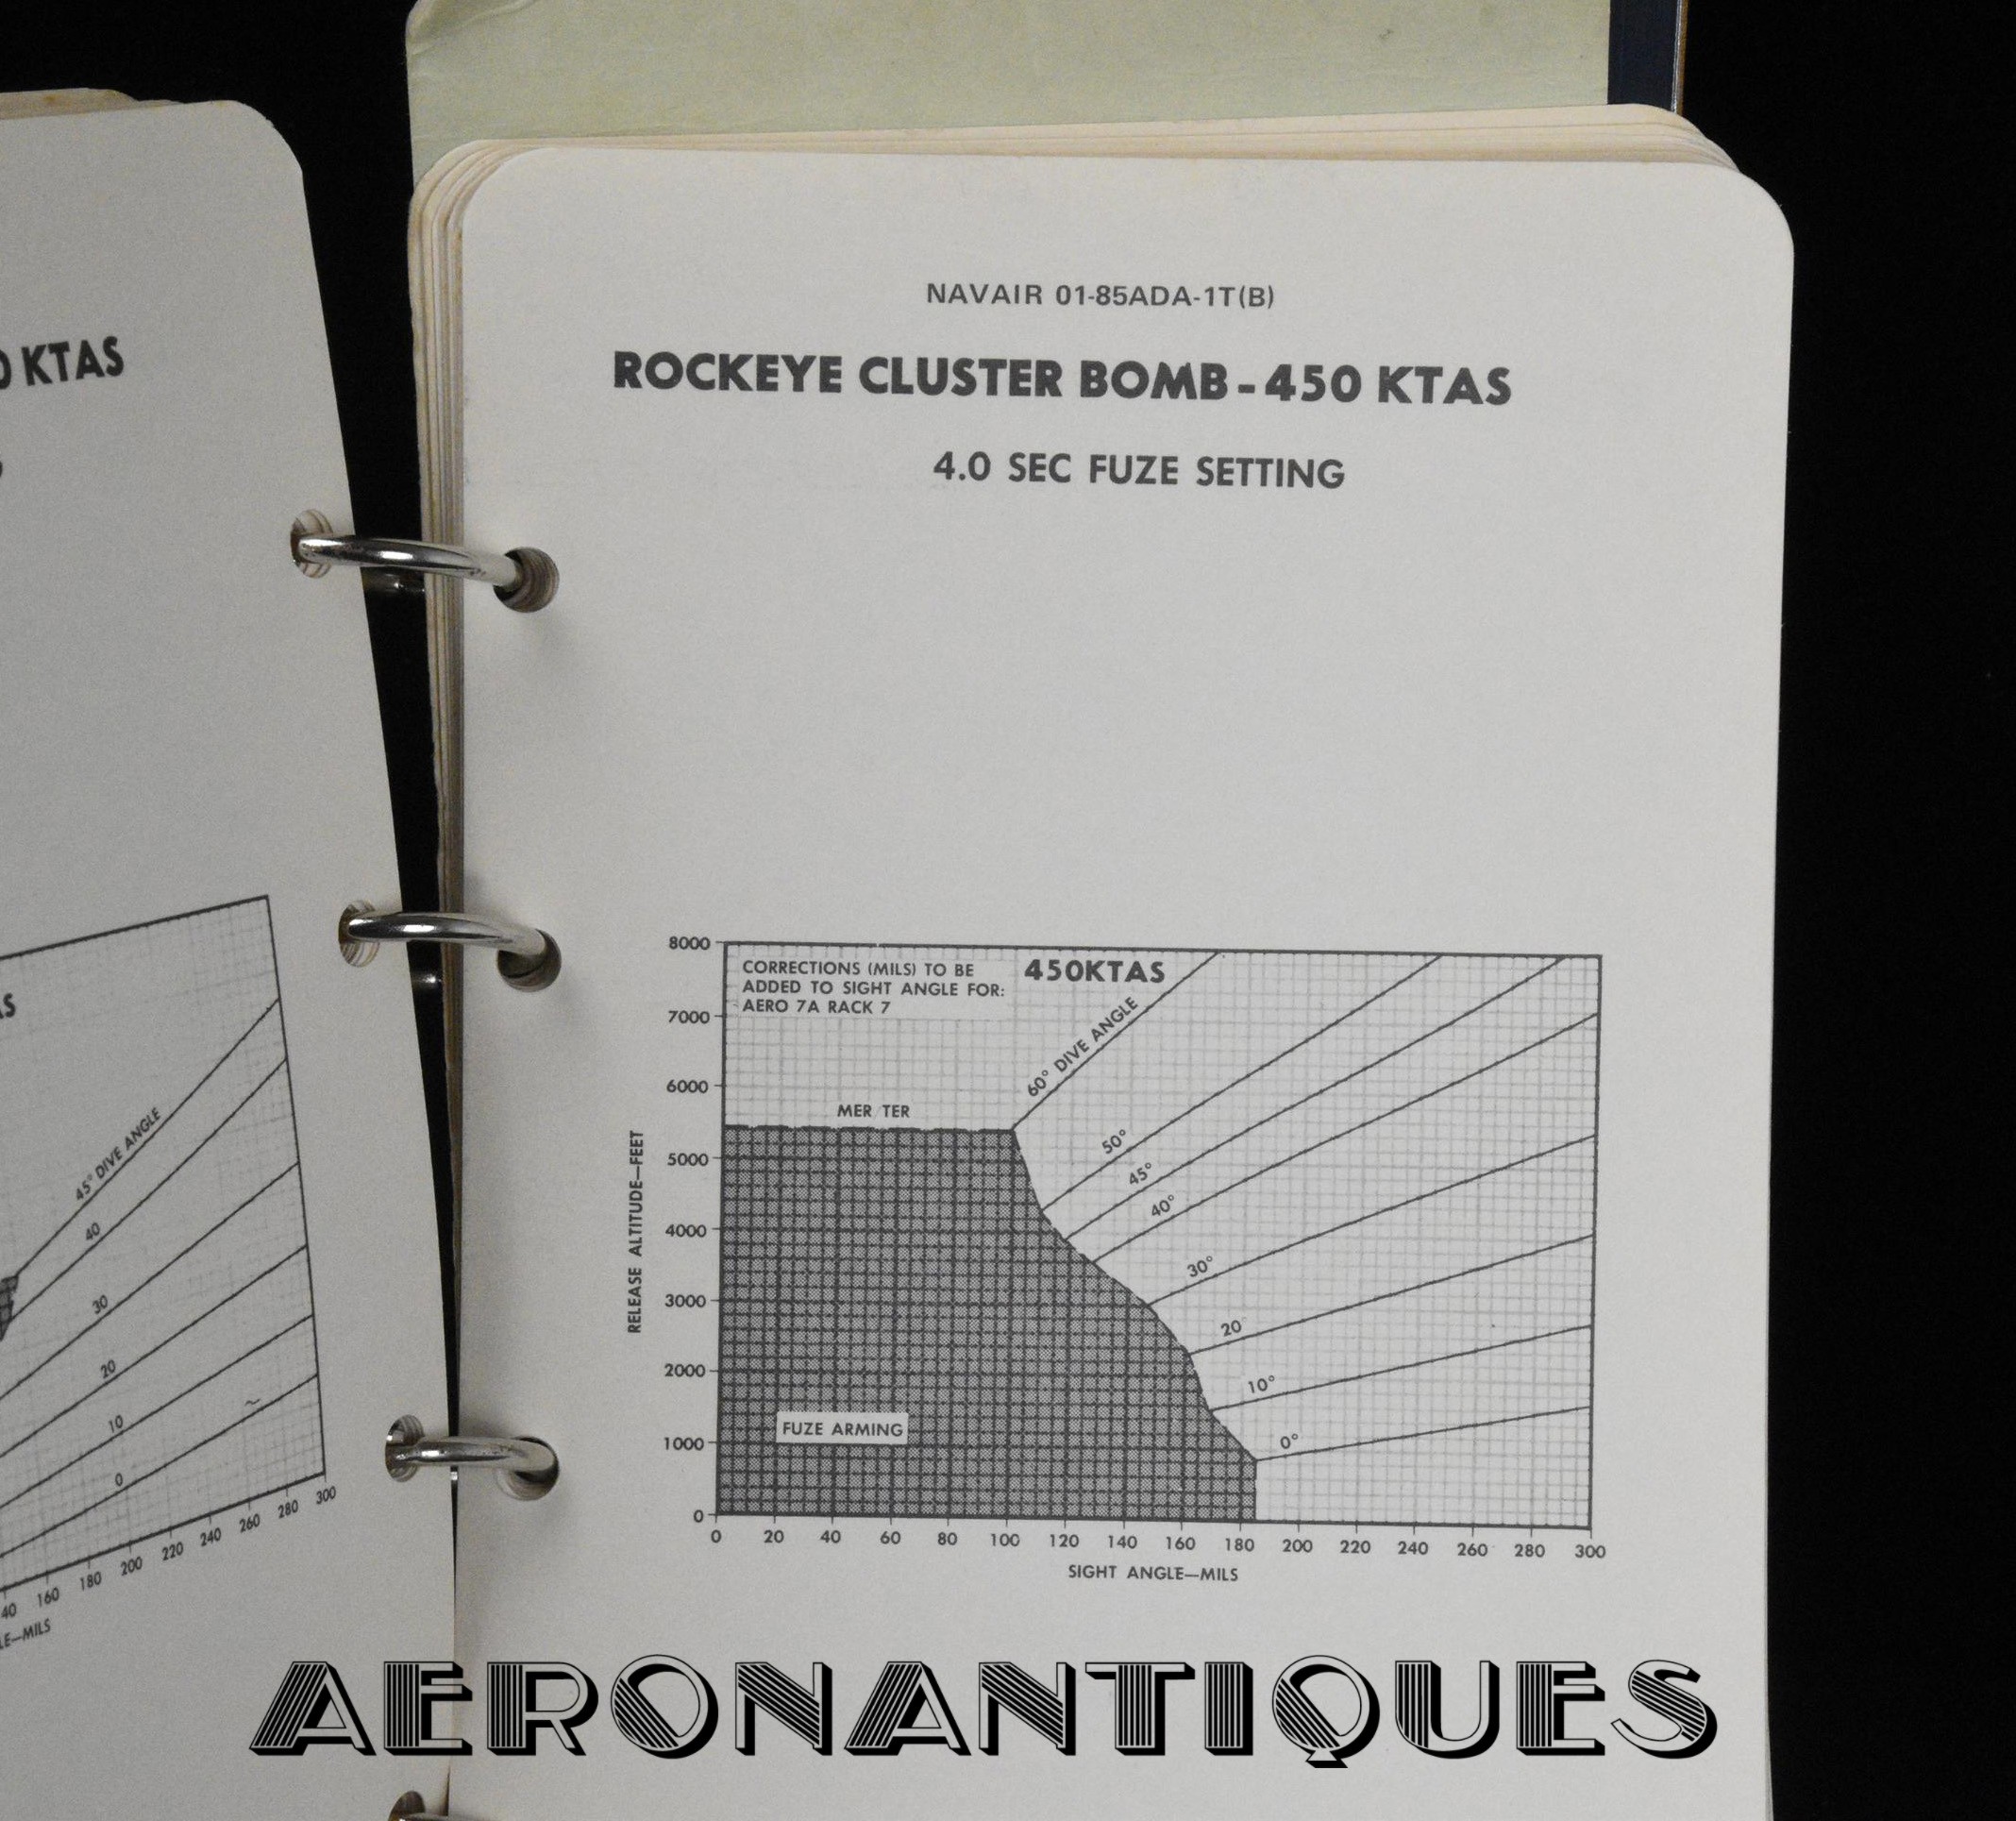 KTAS
45° DIVE ANGLE
40
30
20
10
0
160 180 200 220 240 260 280 300
NAVAIR 01-85ADA-1T(B)
ROCKEYE CLUSTER BOMB - 450 KTAS
4.0 SEC FUZE SETTING
CORRECTIONS (MILS) TO BE
ADDED TO SIGHT ANGLE FOR:
AERO 7A RACK 7
450KTAS
60° DIVE ANGLE
50°
45°
40°
30°
20
10°
0°
MER TER
FUZE ARMING
RELEASE ALTITUDE—FEET
8000
7000
6000
5000
4000
3000
2000
1000
0
0 20 40 60 80 100 120 140 160 180 200 220 240 260 280 300
SIGHT ANGLE—MILS
AERONANTIQUES